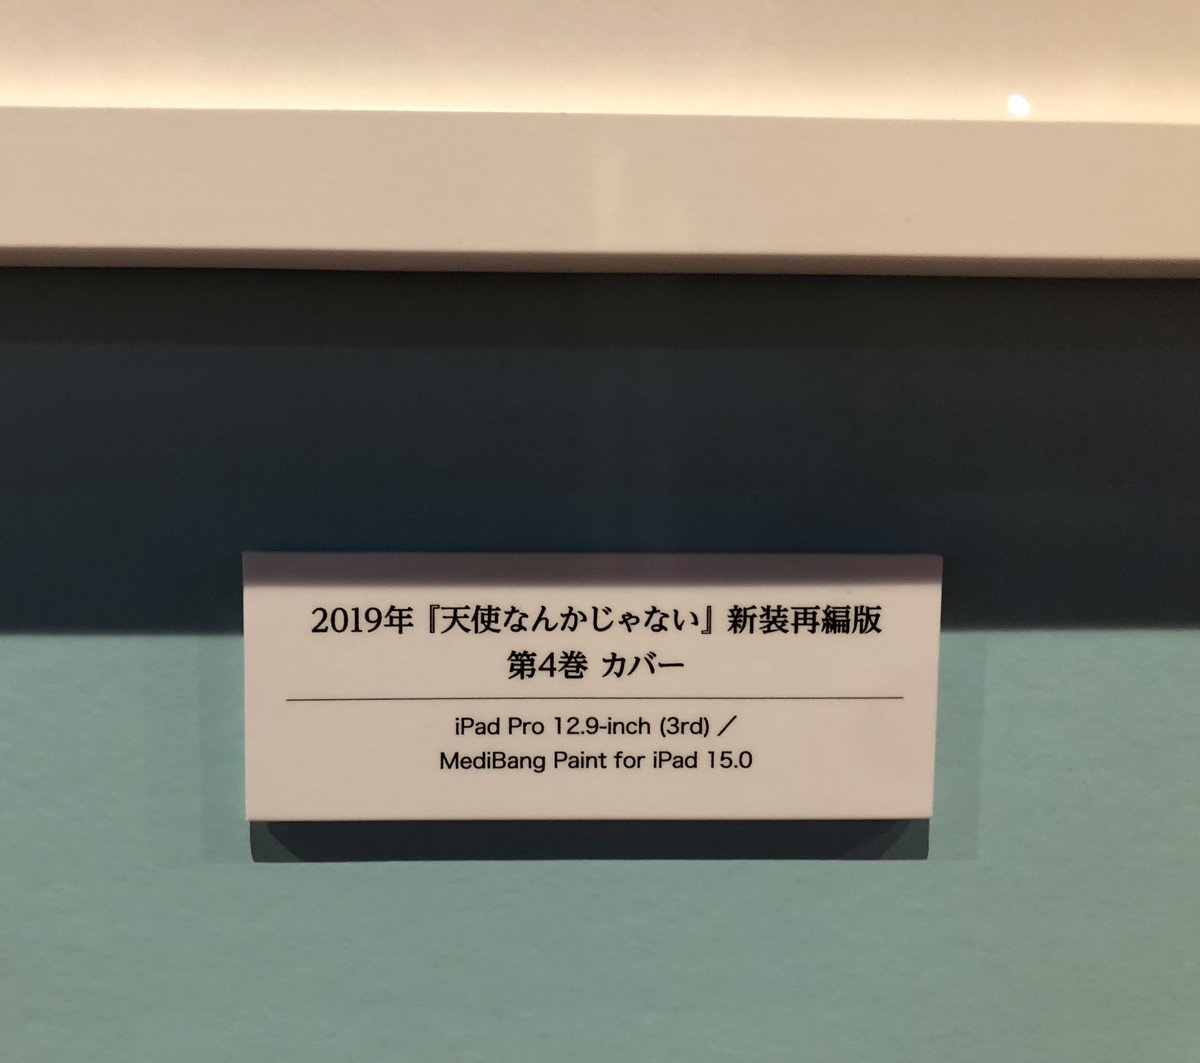 2019年『天使なんかじゃない』新装再編版
第4巻 カバー
iPad Pro 12.9-inch (3rd) ／
MediBang Paint for iPad 15.0